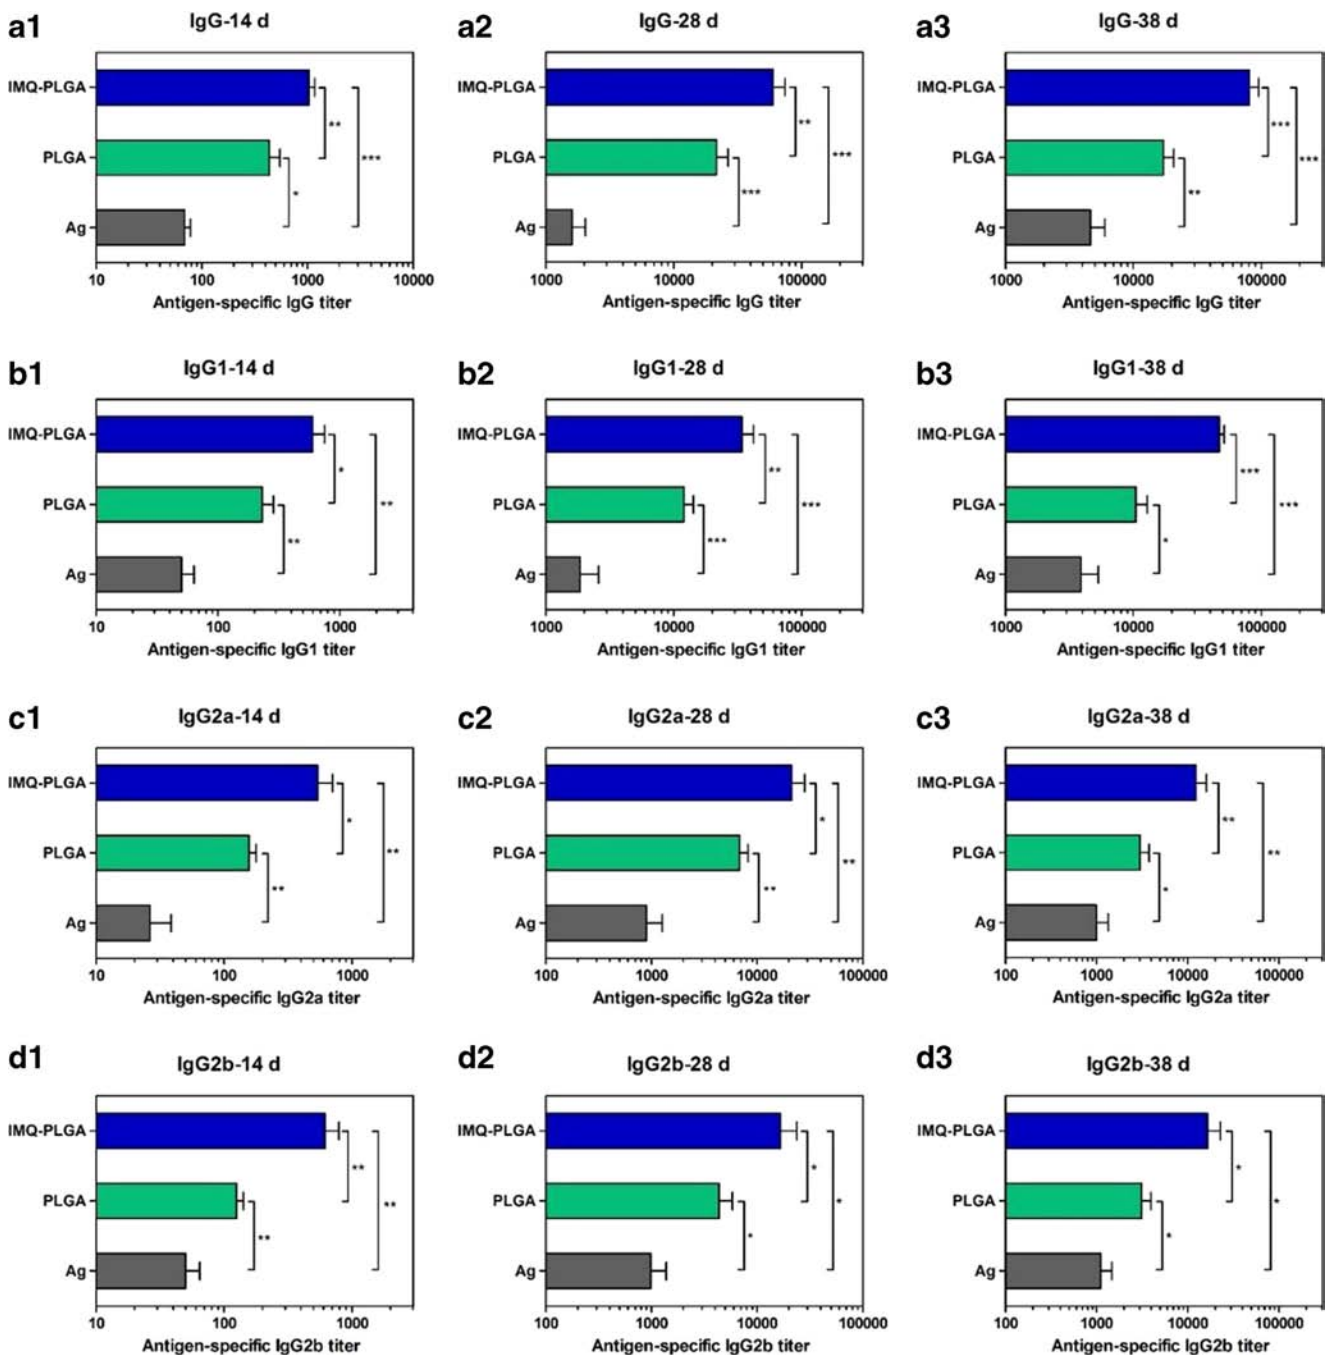 a1 IgG-14 d
IMQ-PLGA
PLGA
Ag
** *** *
10 100 1000 10000
Antigen-specific IgG titer
a2 IgG-28 d
IMQ-PLGA
PLGA
Ag
** *** ***
1000 10000 100000
Antigen-specific IgG titer
a3 IgG-38 d
IMQ-PLGA
PLGA
Ag
*** *** **
1000 10000 100000
Antigen-specific IgG titer
b1 IgG1-14 d
IMQ-PLGA
PLGA
Ag
* ** **
10 100 1000
Antigen-specific IgG1 titer
b2 IgG1-28 d
IMQ-PLGA
PLGA
Ag
** *** ***
1000 10000 100000
Antigen-specific IgG1 titer
b3 IgG1-38 d
IMQ-PLGA
PLGA
Ag
*** *** *
1000 10000 100000
Antigen-specific IgG1 titer
c1 IgG2a-14 d
IMQ-PLGA
PLGA
Ag
* ** **
10 100 1000
Antigen-specific IgG2a titer
c2 IgG2a-28 d
IMQ-PLGA
PLGA
Ag
* ** **
100 1000 10000 100000
Antigen-specific IgG2a titer
c3 IgG2a-38 d
IMQ-PLGA
PLGA
Ag
** ** *
100 1000 10000 100000
Antigen-specific IgG2a titer
d1 IgG2b-14 d
IMQ-PLGA
PLGA
Ag
** ** **
10 100 1000
Antigen-specific IgG2b titer
d2 IgG2b-28 d
IMQ-PLGA
PLGA
Ag
* * *
100 1000 10000 100000
Antigen-specific IgG2b titer
d3 IgG2b-38 d
IMQ-PLGA
PLGA
Ag
* * *
100 1000 10000 100000
Antigen-specific IgG2b titer